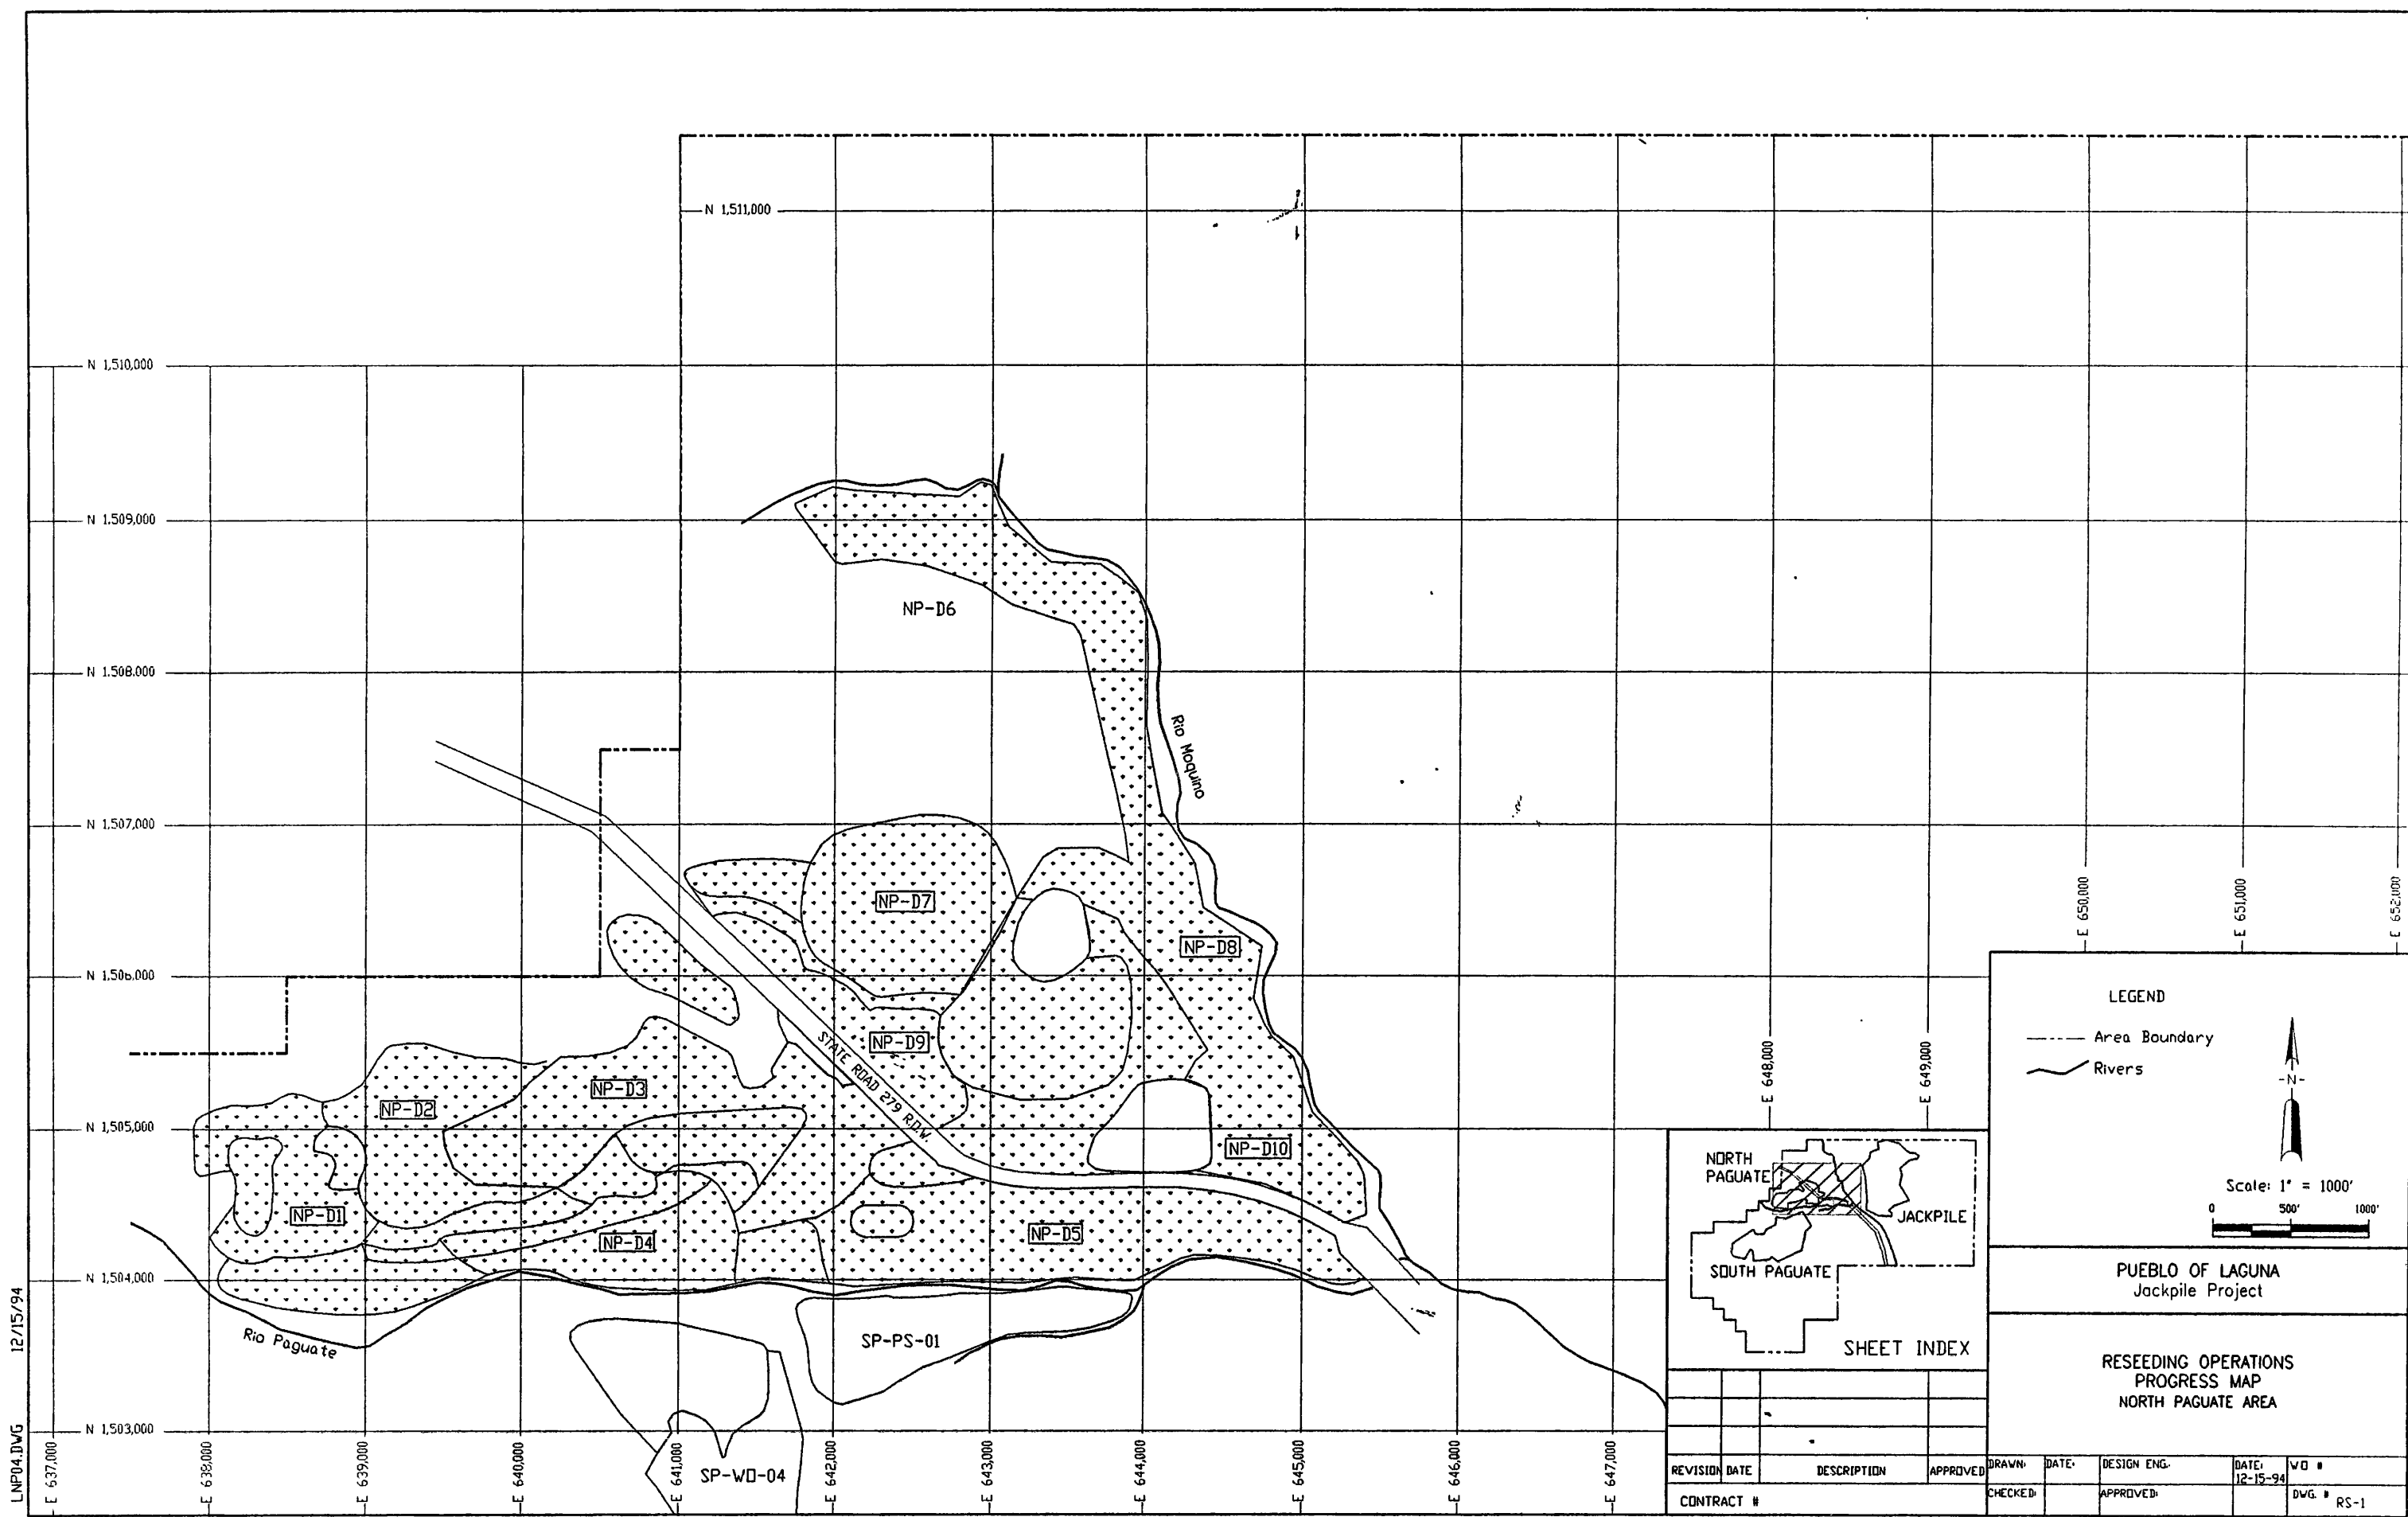 N 1,511,000
N 1,510,000
N 1,509,000
NP-D6
N 1,508,000
Rio Moquino
N 1,507,000
NP-D7
NP-D8
N 1,506,000
NP-D9
STATE ROAD 279 R.O.W.
NP-D3
NP-D2
N 1,505,000
NP-D10
NP-D1
NP-D5
NP-D4
N 1,504,000
Rio Paguate
SP-PS-01
N 1,503,000
SP-WD-04
E 637,000
E 638,000
E 639,000
E 640,000
E 641,000
E 642,000
E 643,000
E 644,000
E 645,000
E 646,000
E 647,000
E 648,000
E 649,000
E 650,000
E 651,000
E 652,000
LNP04.DWG 12/15/94
LEGEND
Area Boundary
Rivers
-N-
Scale: 1" = 1000'
0 500' 1000'
NORTH
PAGUATE
JACKPILE
SOUTH PAGUATE
SHEET INDEX
PUEBLO OF LAGUNA
Jackpile Project
RESEEDING OPERATIONS
PROGRESS MAP
NORTH PAGUATE AREA
REVISION DATE DESCRIPTION APPROVED
CONTRACT #
DRAWN: DATE: DESIGN ENG.: DATE: WO #
12-15-94
CHECKED: APPROVED: DWG. # RS-1